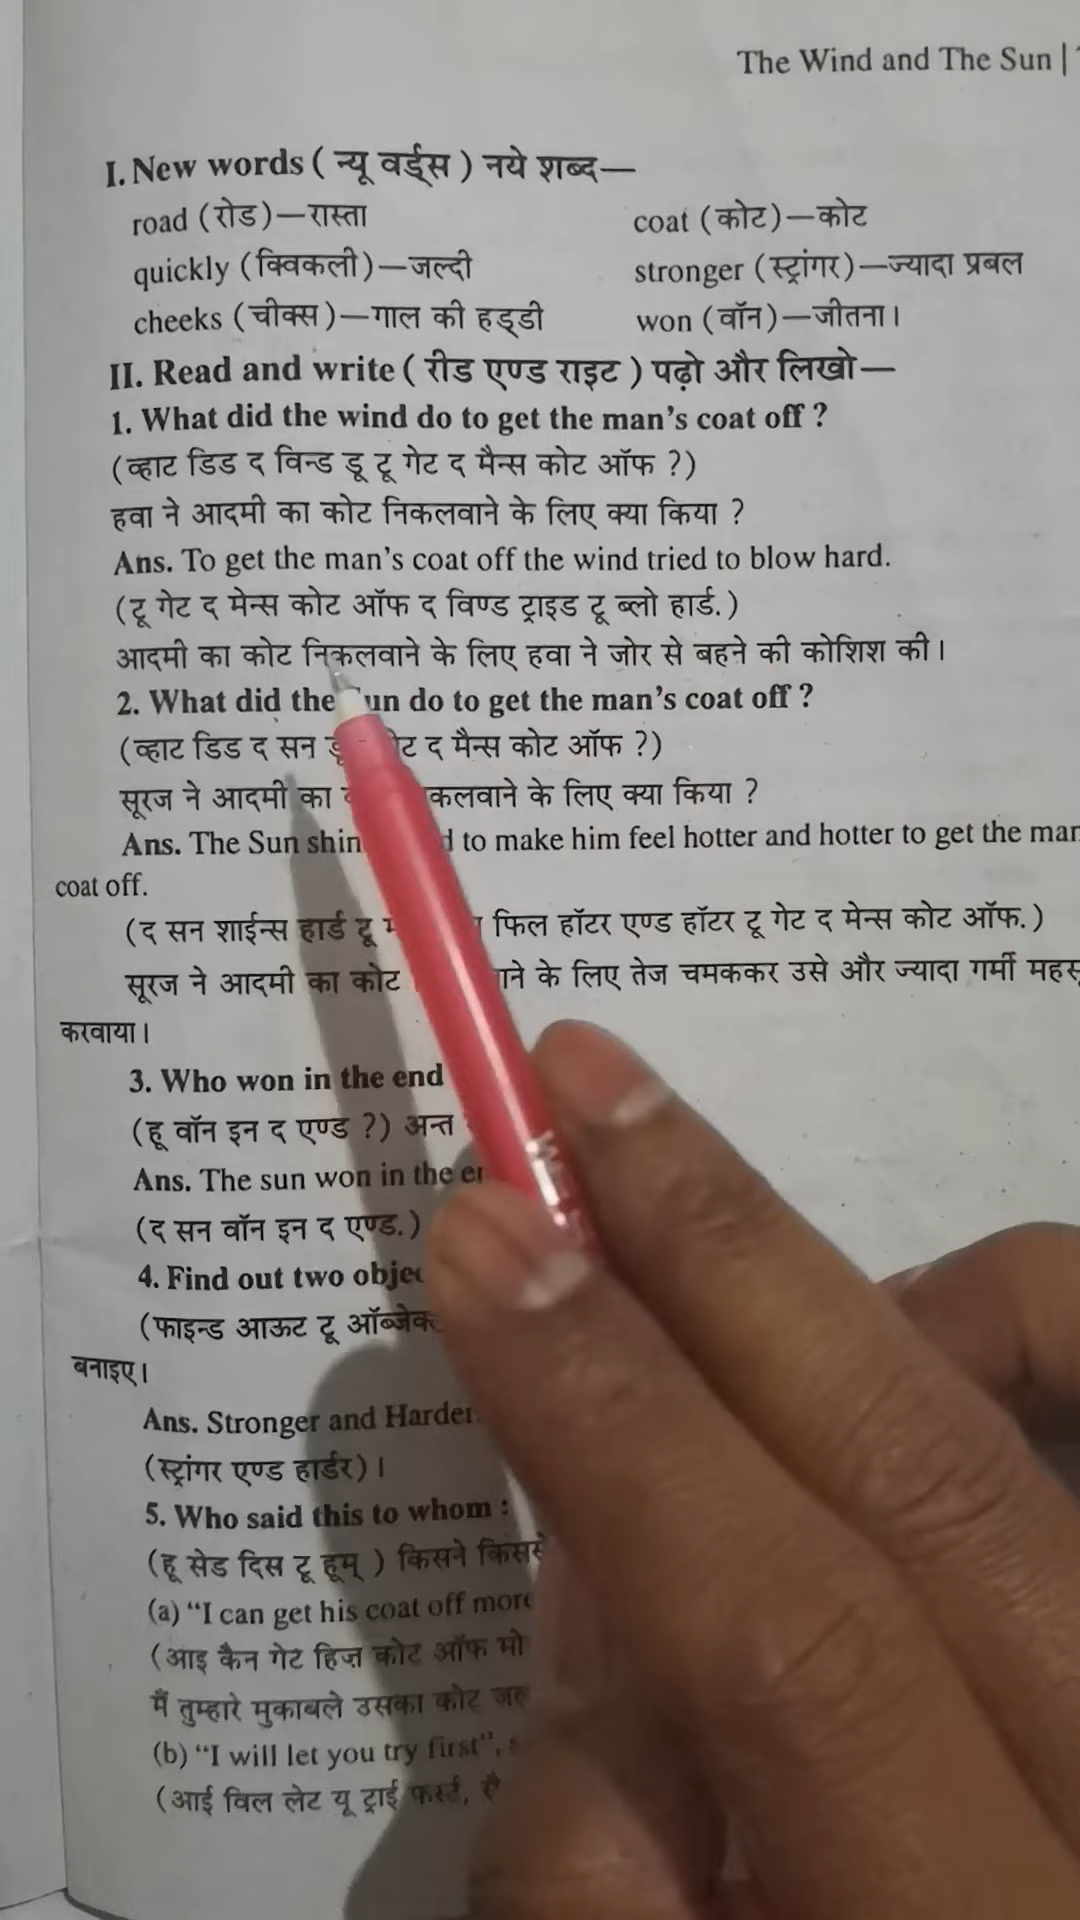 The Wind and The Sun |
I. New words ( न्यू वर्ड्स ) नये शब्द—
road (रोड)—रास्ता coat (कोट)—कोट
quickly (क्विकली)—जल्दी stronger (स्ट्रांगर)—ज्यादा प्रबल
cheeks (चीक्स)—गाल की हड्डी won (वॉन)—जीतना।
II. Read and write ( रीड एण्ड राइट ) पढ़ो और लिखो—
1. What did the wind do to get the man's coat off ?
(व्हाट डिड द विन्ड डू टू गेट द मैन्स कोट ऑफ ?)
हवा ने आदमी का कोट निकलवाने के लिए क्या किया ?
Ans. To get the man's coat off the wind tried to blow hard.
(टू गेट द मेन्स कोट ऑफ द विण्ड ट्राइड टू ब्लो हार्ड.)
आदमी का कोट निकलवाने के लिए हवा ने जोर से बहने की कोशिश की।
2. What did the do to get the man's coat off ?
(व्हाट डिड द सन द मैन्स कोट ऑफ ?)
सूरज ने आदमी का के लिए क्या किया ?
Ans. The Sun to make him feel hotter and hotter to get the
coat off.
(द सन शाईन्स हार्ड टू फिल हॉटर एण्ड हॉटर टू गेट द मेन्स कोट ऑफ.)
सूरज ने आदमी का कोट के लिए तेज चमककर उसे और ज्यादा गर्मी
करवाया।
3. Who won in the end
(हू वॉन इन द एण्ड ?) अन्त
Ans. The sun won in the
(द सन वॉन इन द एण्ड.)
4. Find out two
(फाइन्ड आऊट टू
बनाइए।
Ans. Stronger and Harder
(स्ट्रांगर एण्ड हार्डर)।
5. Who said this to whom :
(हू सेड दिस टू हूम् ) किसने
(a) “I can get his coat off
(आइ कैन गेट हिज़ कोट ऑफ
मैं तुम्हारे मुकाबले उसका कोट
(b) “I will let you try first”,
(आई विल लेट यू ट्राई फर्स्ट,